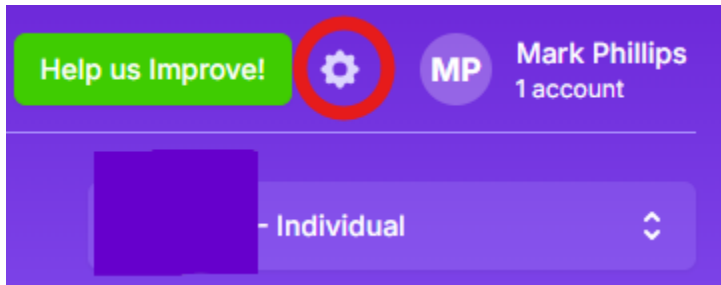 Help us Improve!
MP
Mark Phillips
1 account
- Individual